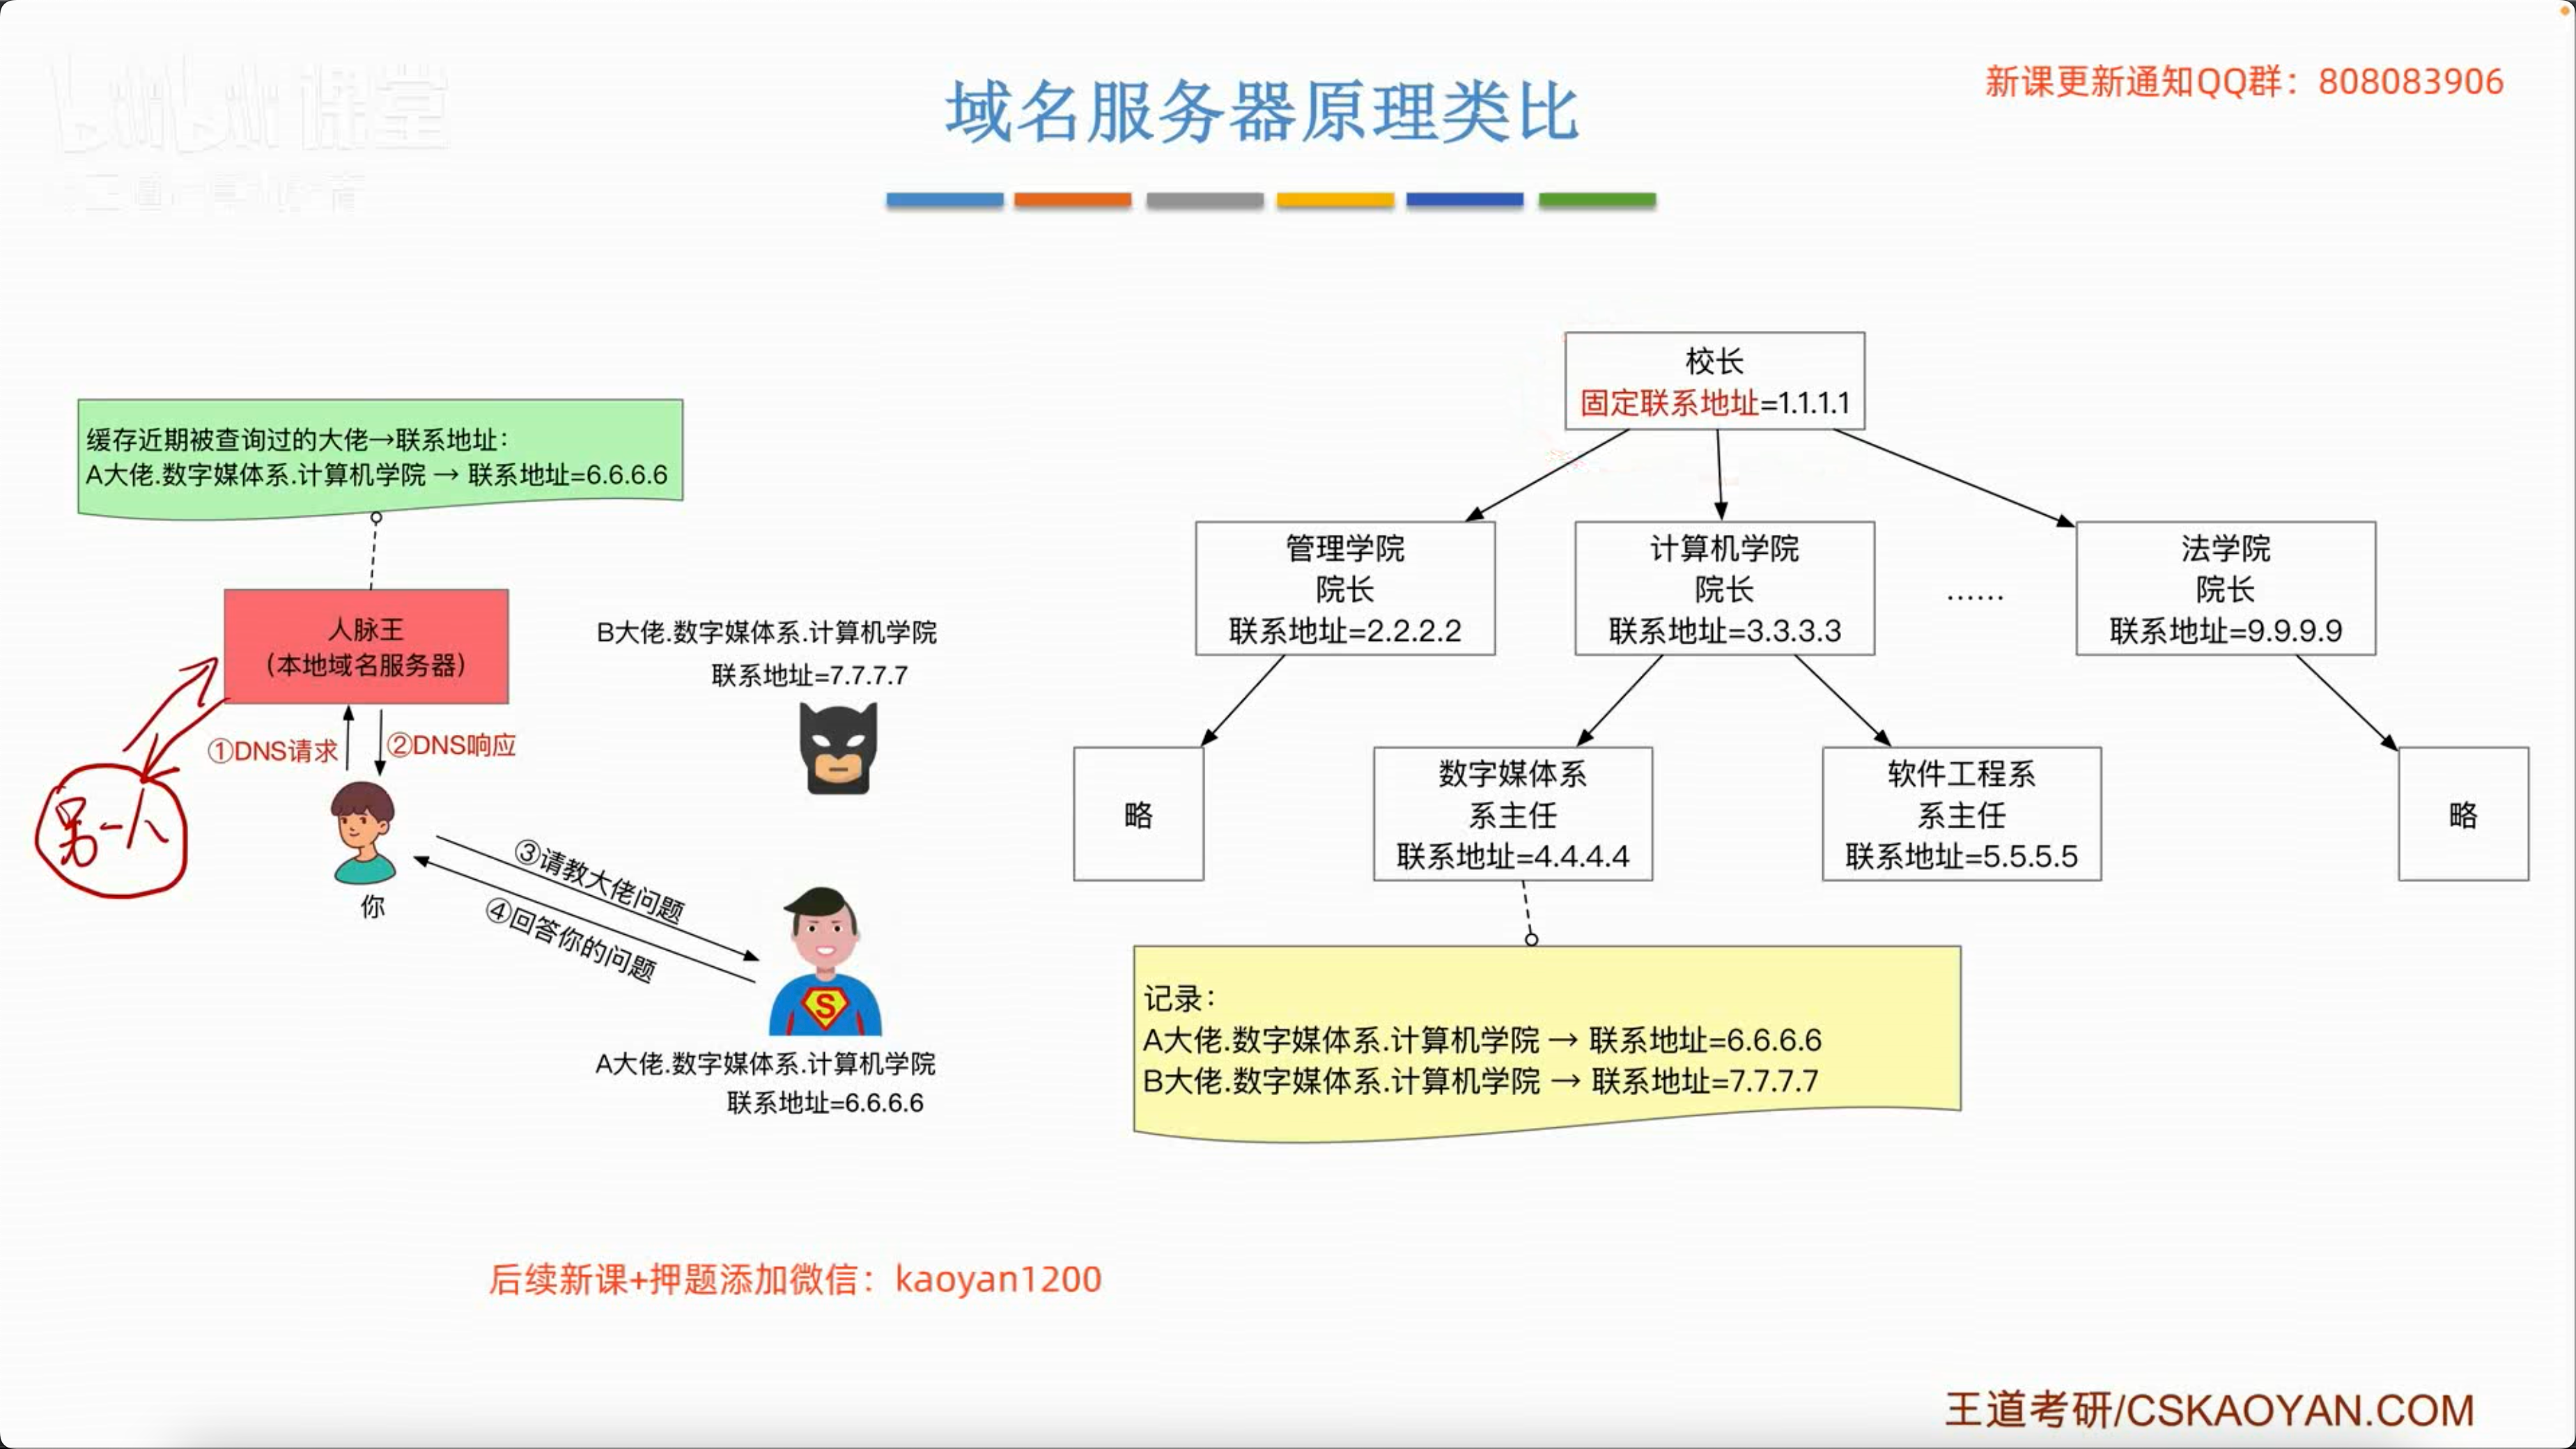 bilibili 课堂
域名服务器原理类比
新课更新通知QQ群：808083906
缓存近期被查询过的大佬→联系地址：
A大佬.数字媒体系.计算机学院 → 联系地址=6.6.6.6
人脉王
（本地域名服务器）
①DNS请求
②DNS响应
另一人
你
③请教大佬问题
④回答你的问题
B大佬.数字媒体系.计算机学院
联系地址=7.7.7.7
A大佬.数字媒体系.计算机学院
联系地址=6.6.6.6
校长
固定联系地址=1.1.1.1
管理学院
院长
联系地址=2.2.2.2
计算机学院
院长
联系地址=3.3.3.3
……
法学院
院长
联系地址=9.9.9.9
略
数字媒体系
系主任
联系地址=4.4.4.4
软件工程系
系主任
联系地址=5.5.5.5
略
记录：
A大佬.数字媒体系.计算机学院 → 联系地址=6.6.6.6
B大佬.数字媒体系.计算机学院 → 联系地址=7.7.7.7
后续新课+押题添加微信：kaoyan1200
王道考研/CSKAOYAN.COM